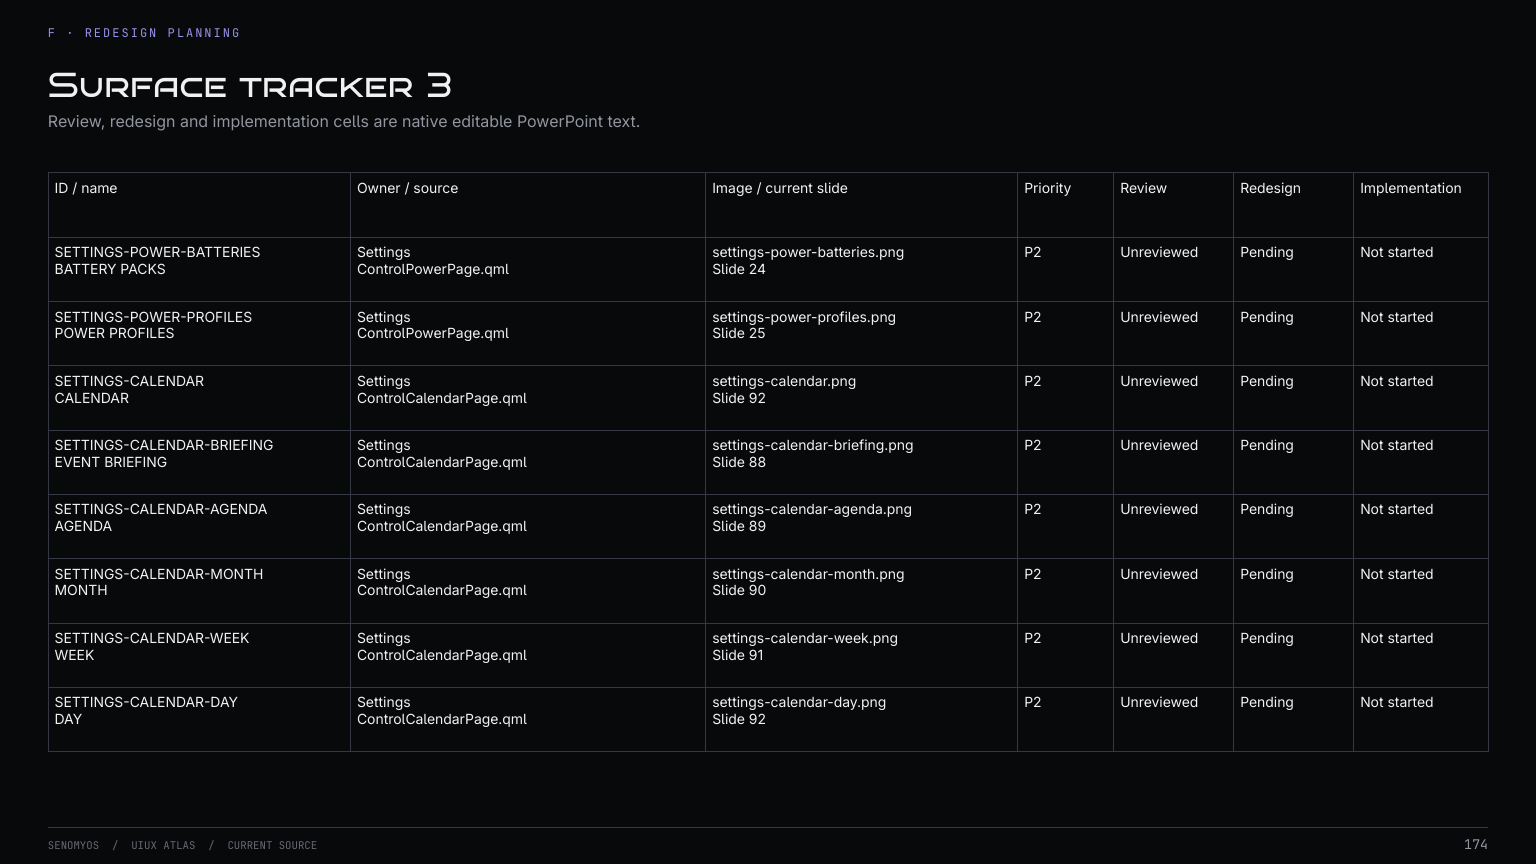 F · REDESIGN PLANNING
Surface tracker 3
Review, redesign and implementation cells are native editable PowerPoint text.
ID / name Owner / source Image / current slide Priority Review Redesign Implementation
SETTINGS-POWER-BATTERIES Settings settings-power-batteries.png P2 Unreviewed Pending Not started
BATTERY PACKS ControlPowerPage.qml Slide 24
SETTINGS-POWER-PROFILES Settings settings-power-profiles.png P2 Unreviewed Pending Not started
POWER PROFILES ControlPowerPage.qml Slide 25
SETTINGS-CALENDAR Settings settings-calendar.png P2 Unreviewed Pending Not started
CALENDAR ControlCalendarPage.qml Slide 92
SETTINGS-CALENDAR-BRIEFING Settings settings-calendar-briefing.png P2 Unreviewed Pending Not started
EVENT BRIEFING ControlCalendarPage.qml Slide 88
SETTINGS-CALENDAR-AGENDA Settings settings-calendar-agenda.png P2 Unreviewed Pending Not started
AGENDA ControlCalendarPage.qml Slide 89
SETTINGS-CALENDAR-MONTH Settings settings-calendar-month.png P2 Unreviewed Pending Not started
MONTH ControlCalendarPage.qml Slide 90
SETTINGS-CALENDAR-WEEK Settings settings-calendar-week.png P2 Unreviewed Pending Not started
WEEK ControlCalendarPage.qml Slide 91
SETTINGS-CALENDAR-DAY Settings settings-calendar-day.png P2 Unreviewed Pending Not started
DAY ControlCalendarPage.qml Slide 92
SENOMYOS / UIUX ATLAS / CURRENT SOURCE 174